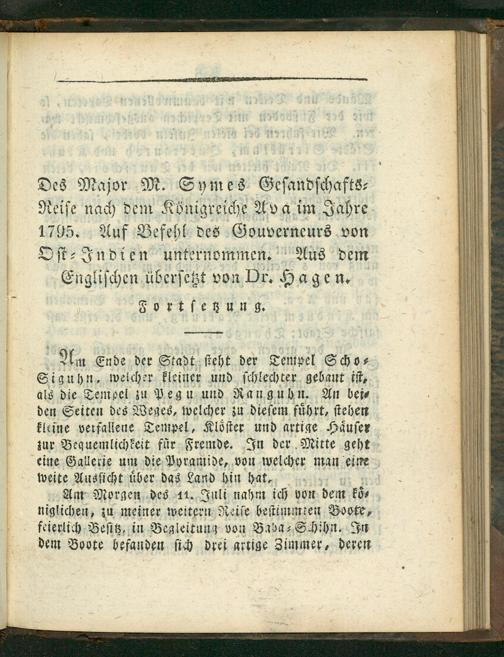 Des Major M. Symes Gesandschafts-
Reise nach dem Königreiche Ava im Jahre
1795. Auf Befehl des Gouverneurs von
Ost-Indien unternommen. Aus dem
Englischen übersetzt von Dr. Hagen.
Fortsetzung.
Am Ende der Stadt steht der Tempel Scho-
Siguhn, welcher kleiner und schlechter gebaut ist,
als die Tempel zu Pegu und Ranguhn. An bei-
den Seiten des Weges, welcher zu diesem führt, stehen
kleine verfallene Tempel, Klöster und artige Häuser
zur Bequemlichkeit für Fremde. In der Mitte geht
eine Gallerie um die Pyramide, von welcher man eine
weite Aussicht über das Land hin hat.
Am Morgen des 11. Juli nahm ich von dem kö-
niglichen, zu meiner weitern Reise bestimmten Boote,
feierlich Besitz, in Begleitung von Baba-Schihn. In
dem Boote befanden sich drei artige Zimmer, deren